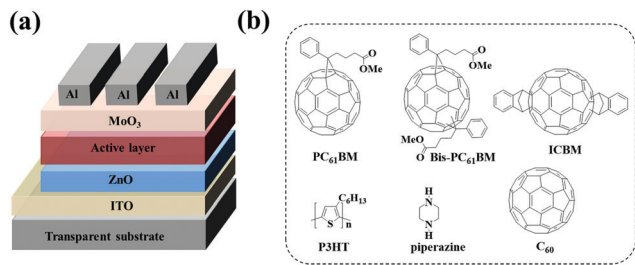 (a)
Al Al Al
MoO₃
Active layer
ZnO
ITO
Transparent substrate
(b)
O
OMe
PC₆₁BM
O
OMe
MeO
O
Bis-PC₆₁BM
ICBM
C₆H₁₃
S
n
P3HT
H
N
N
H
piperazine
C₆₀